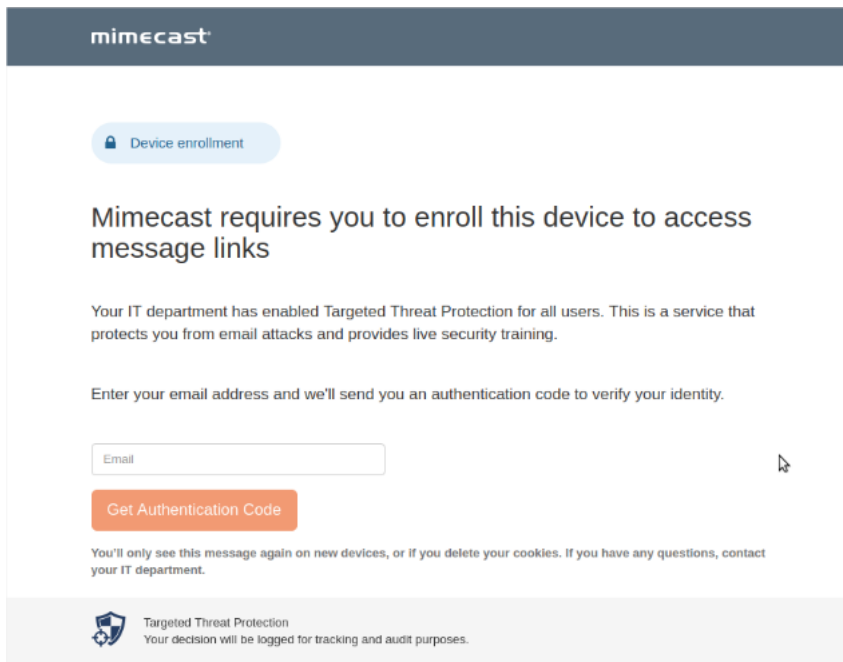 mimecast®
Device enrollment
Mimecast requires you to enroll this device to access
message links
Your IT department has enabled Targeted Threat Protection for all users. This is a service that
protects you from email attacks and provides live security training.
Enter your email address and we'll send you an authentication code to verify your identity.
Email
Get Authentication Code
You'll only see this message again on new devices, or if you delete your cookies. If you have any questions, contact
your IT department.
Targeted Threat Protection
Your decision will be logged for tracking and audit purposes.